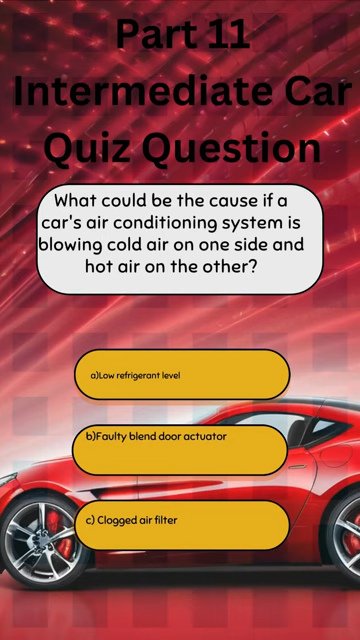 Part 11
Intermediate Car
Quiz Question
What could be the cause if a
car's air conditioning system is
blowing cold air on one side and
hot air on the other?
a)Low refrigerant level
b)Faulty blend door actuator
c) Clogged air filter